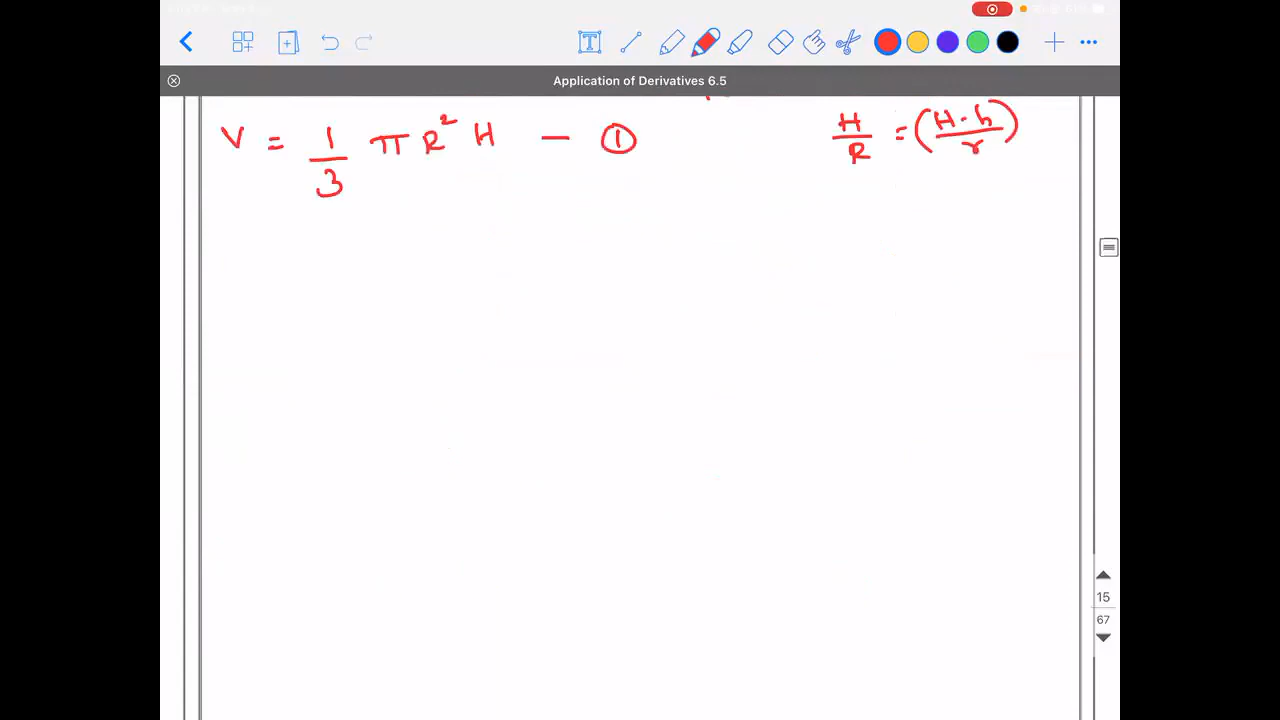 Application of Derivatives 6.5
V = 1/3 π R² H — ①
H/R = (H-h/r)
15
67